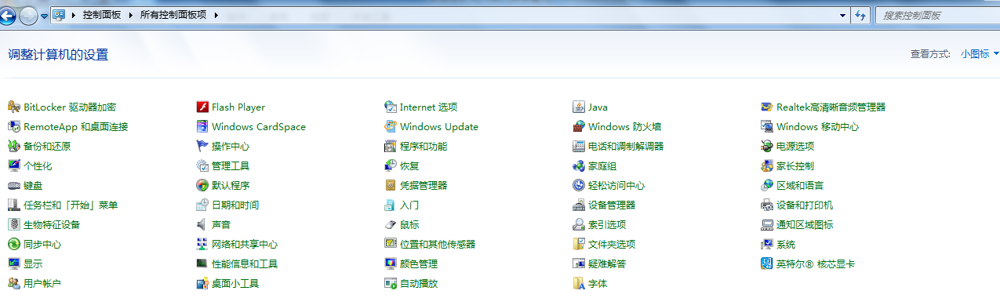 控制面板 所有控制面板项 搜索控制面板
调整计算机的设置 查看方式: 小图标
BitLocker 驱动器加密 Flash Player Internet 选项 Java Realtek高清晰音频管理器
RemoteApp 和桌面连接 Windows CardSpace Windows Update Windows 防火墙 Windows 移动中心
备份和还原 操作中心 程序和功能 电话和调制解调器 电源选项
个性化 管理工具 恢复 家庭组 家长控制
键盘 默认程序 凭据管理器 轻松访问中心 区域和语言
任务栏和「开始」菜单 日期和时间 入门 设备管理器 设备和打印机
生物特征设备 声音 鼠标 索引选项 通知区域图标
同步中心 网络和共享中心 位置和其他传感器 文件夹选项 系统
显示 性能信息和工具 颜色管理 疑难解答 英特尔® 核芯显卡
用户帐户 桌面小工具 自动播放 字体